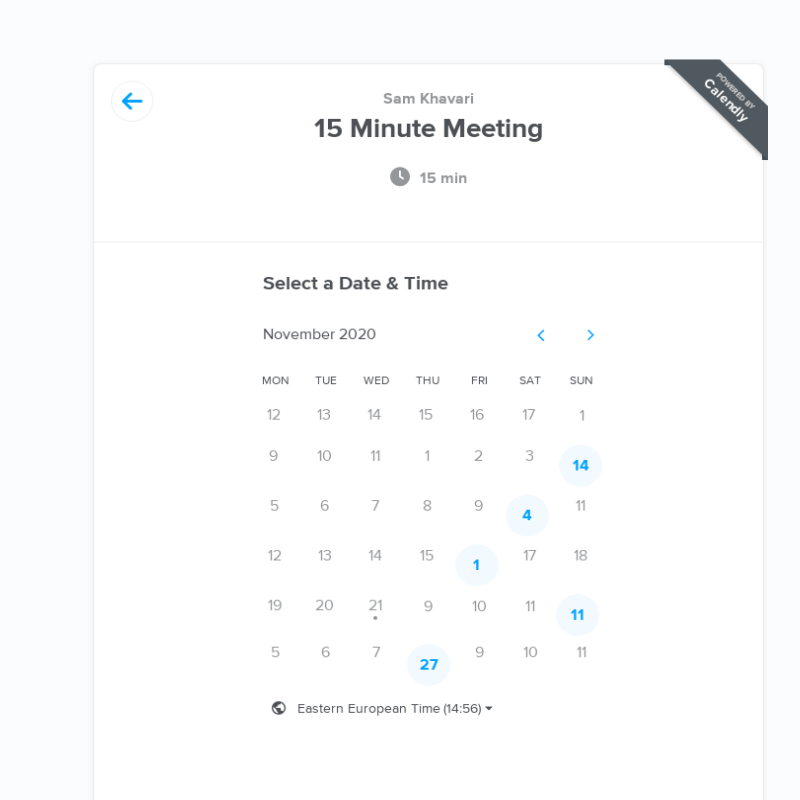 POWERED BY
Calendly
Sam Khavari
15 Minute Meeting
15 min
Select a Date & Time
November 2020
MON TUE WED THU FRI SAT SUN
12 13 14 15 16 17 1
9 10 11 1 2 3 14
5 6 7 8 9 4 11
12 13 14 15 1 17 18
19 20 21 9 10 11 11
5 6 7 27 9 10 11
Eastern European Time (14:56)